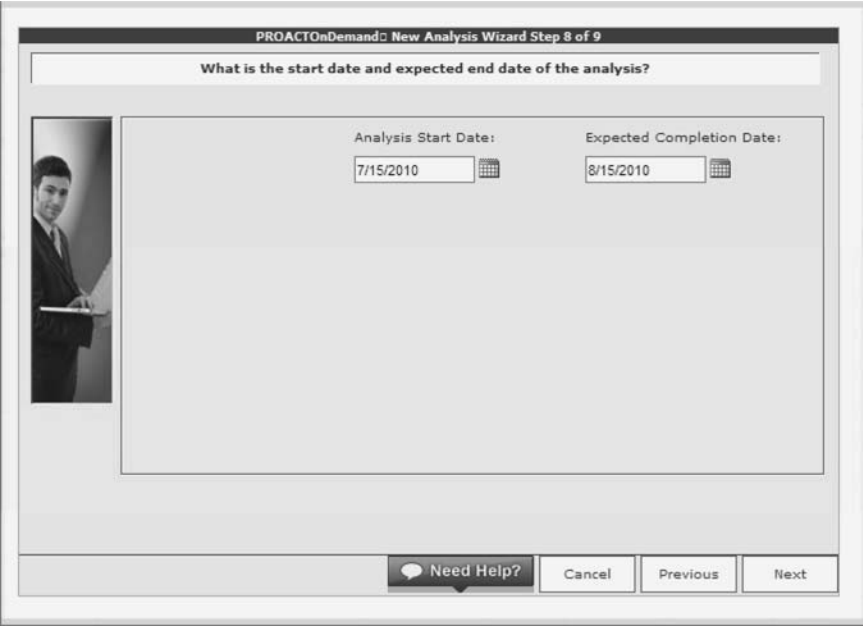 PROACTOnDemand□ New Analysis Wizard Step 8 of 9
What is the start date and expected end date of the analysis?
Analysis Start Date: Expected Completion Date:
7/15/2010 8/15/2010
Need Help? Cancel Previous Next